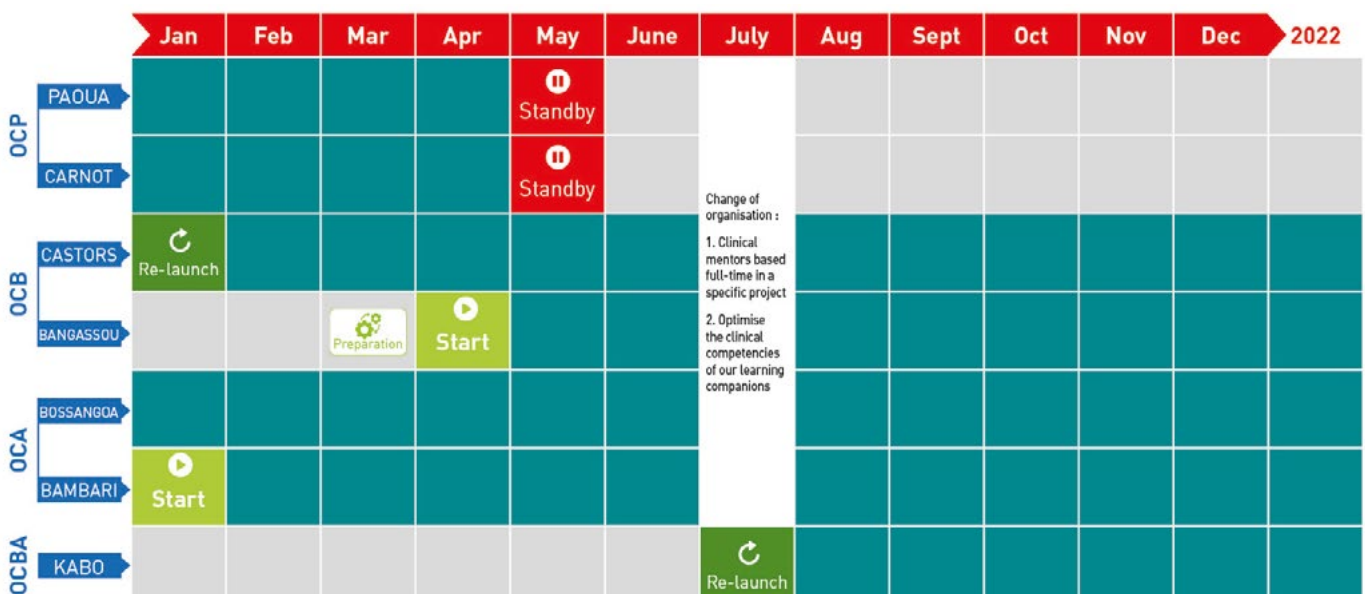 Jan Feb Mar Apr May June July Aug Sept Oct Nov Dec 2022
OCP
PAOUA
Standby
CARNOT
Standby
OCB
CASTORS
Re-launch
BANGASSOU
Preparation
Start
Change of
organisation :
1. Clinical
mentors based
full-time in a
specific project
2. Optimise
the clinical
competencies
of our learning
companions
OCA
BOSSANGOA
BAMBARI
Start
OCBA
KABO
Re-launch